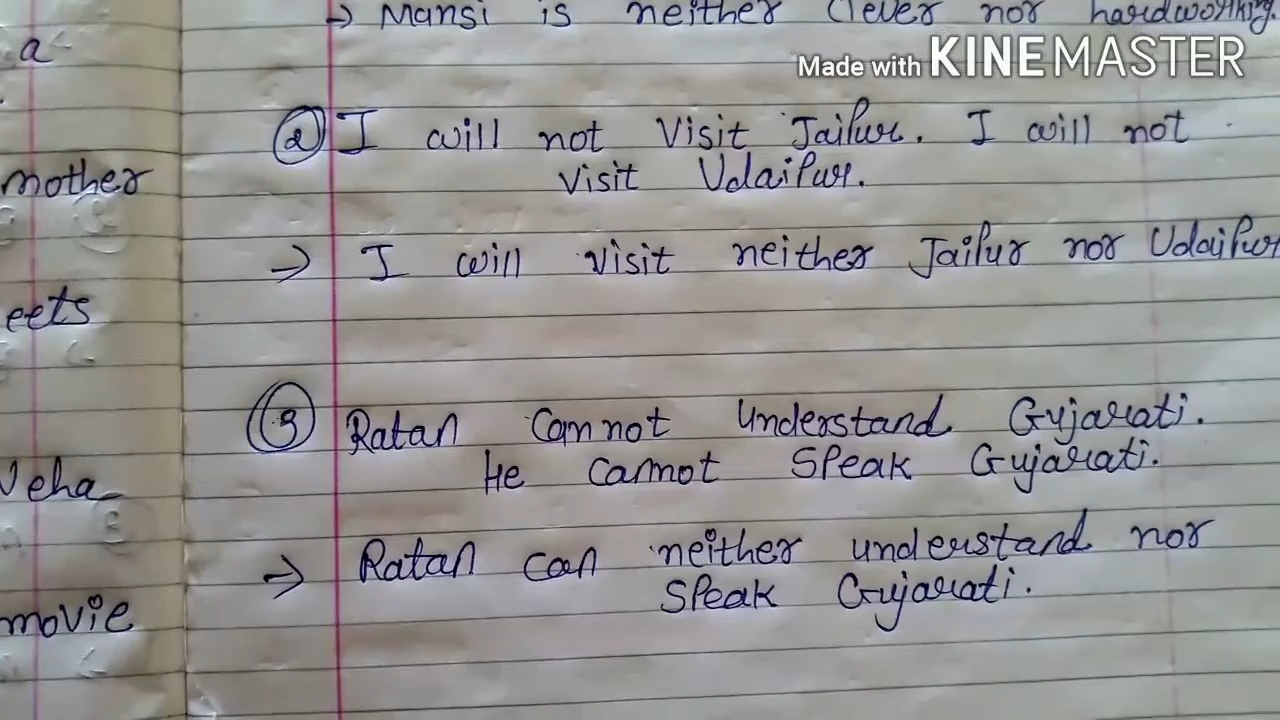 → Mansi is neither clever nor hardworking.
Made with KINEMASTER
a
② I will not Visit Jaipur. I will not
visit Udaipur.
mother
→ I will visit neither Jaipur nor Udaipur
eets
③ Ratan Cannot Understand Gujarati.
He cannot Speak Gujarati.
Neha
→ Ratan can neither understand nor
Speak Gujarati.
movie